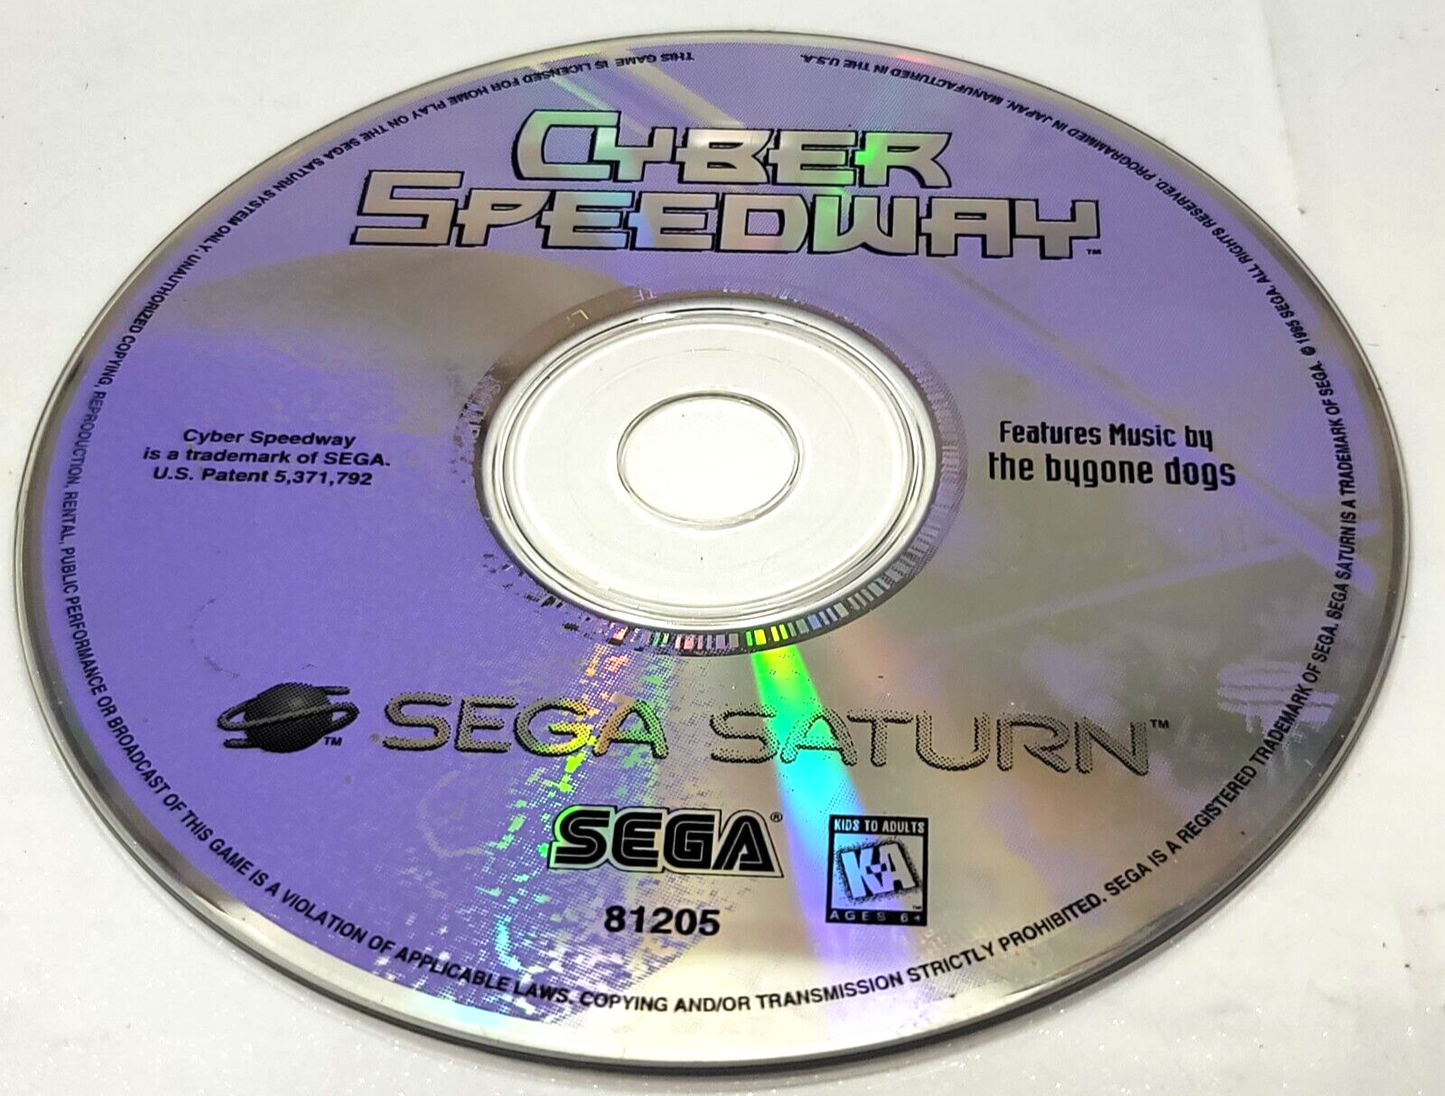 CYBER
SPEEDWAY™
Cyber Speedway
is a trademark of SEGA.
U.S. Patent 5,371,792
Features Music by
the bygone dogs
SEGA SATURN™
TM
SEGA®
81205
KIDS TO ADULTS
K-A
AGES 6+
THIS GAME IS LICENSED FOR HOME PLAY ON THE SEGA SATURN SYSTEM ONLY. UNAUTHORIZED COPYING, REPRODUCTION, RENTAL, PUBLIC PERFORMANCE OR BROADCAST OF THIS GAME IS A VIOLATION OF APPLICABLE LAWS. COPYING AND/OR TRANSMISSION STRICTLY PROHIBITED. SEGA IS A REGISTERED TRADEMARK OF SEGA. SEGA SATURN IS A TRADEMARK OF SEGA. © 1995 SEGA. ALL RIGHTS RESERVED. PROGRAMMED IN JAPAN. MANUFACTURED IN THE U.S.A.